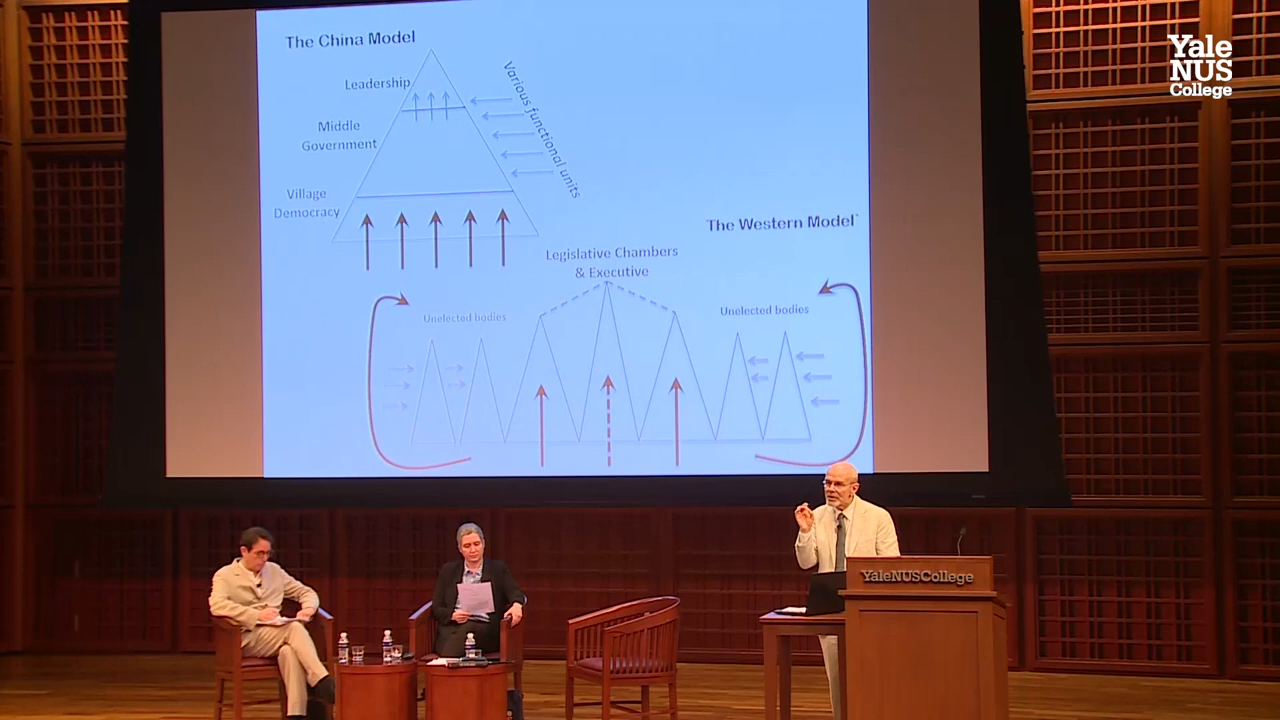 The China Model
Leadership
Middle
Government
Village
Democracy
Various functional units
The Western Model
Legislative Chambers
& Executive
Unelected bodies
Unelected bodies
Yale
NUS
College
YaleNUSCollege